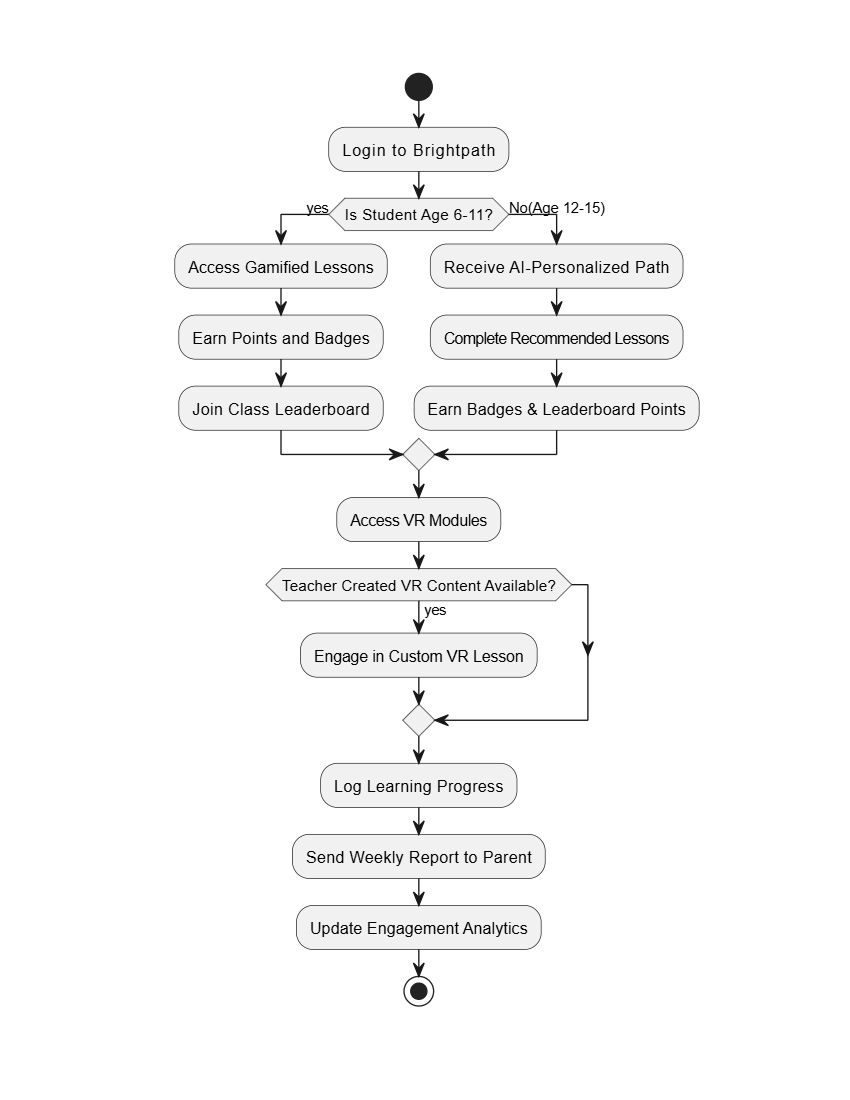 Login to Brightpath
yes
Is Student Age 6-11?
No(Age 12-15)
Access Gamified Lessons
Receive AI-Personalized Path
Earn Points and Badges
Complete Recommended Lessons
Join Class Leaderboard
Earn Badges & Leaderboard Points
Access VR Modules
Teacher Created VR Content Available?
yes
Engage in Custom VR Lesson
Log Learning Progress
Send Weekly Report to Parent
Update Engagement Analytics